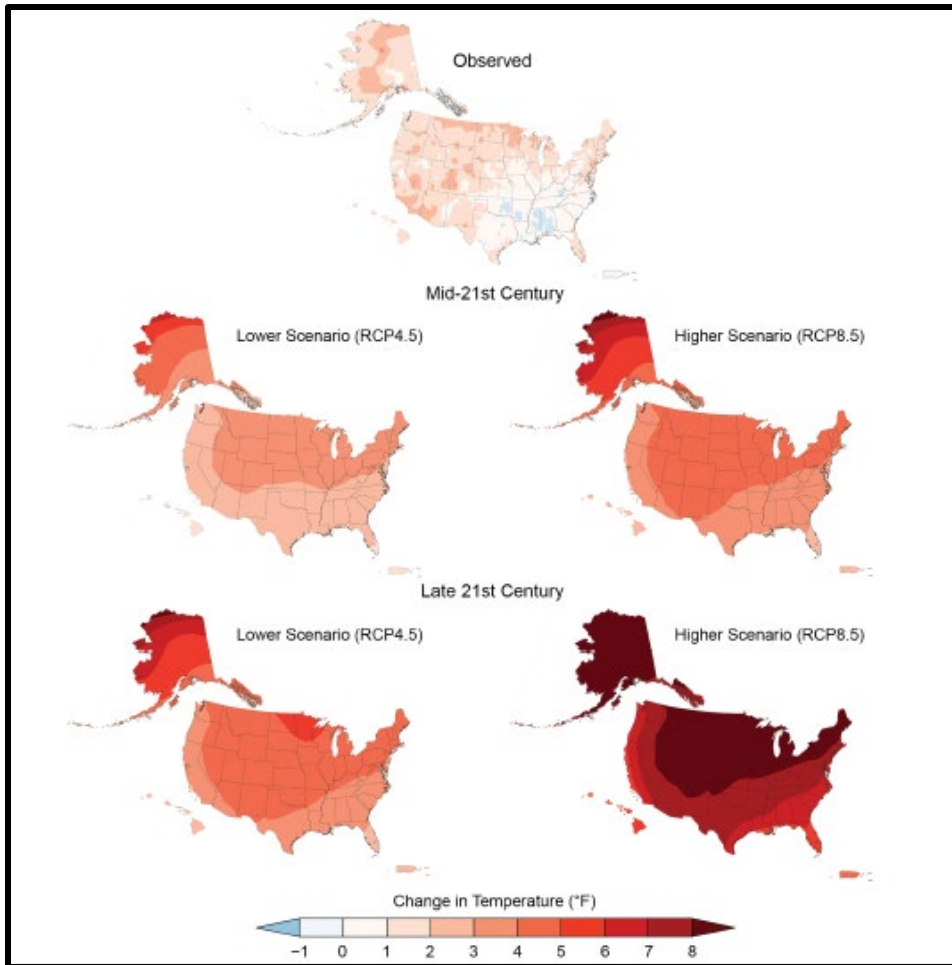 Observed
Mid-21st Century
Lower Scenario (RCP4.5)
Higher Scenario (RCP8.5)
Late 21st Century
Lower Scenario (RCP4.5)
Higher Scenario (RCP8.5)
Change in Temperature (°F)
−1 0 1 2 3 4 5 6 7 8